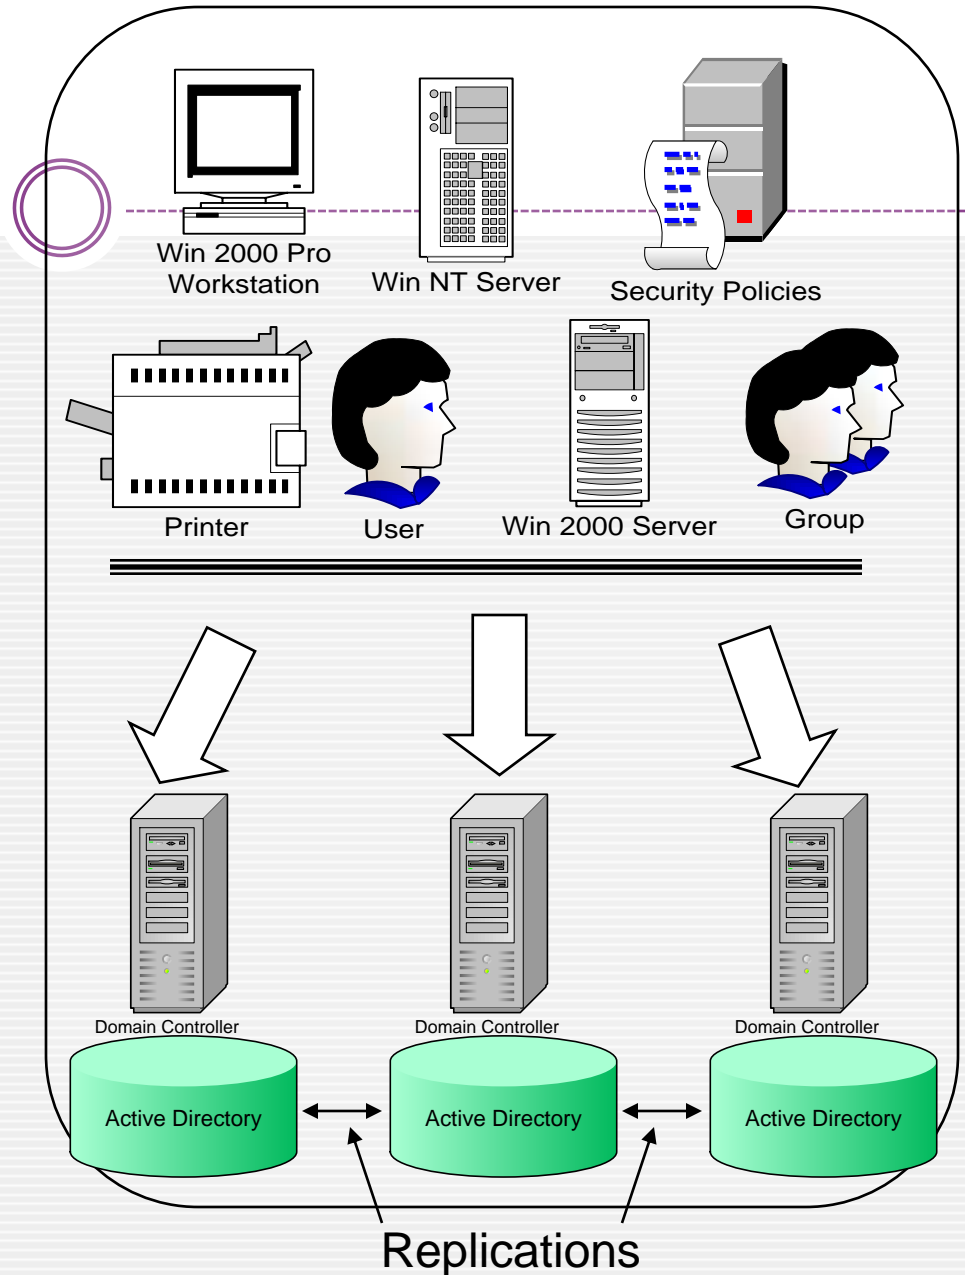 Win 2000 Pro
Workstation
Win NT Server
Security Policies
Printer
User
Win 2000 Server
Group
Domain Controller
Domain Controller
Domain Controller
Active Directory
Active Directory
Active Directory
Replications